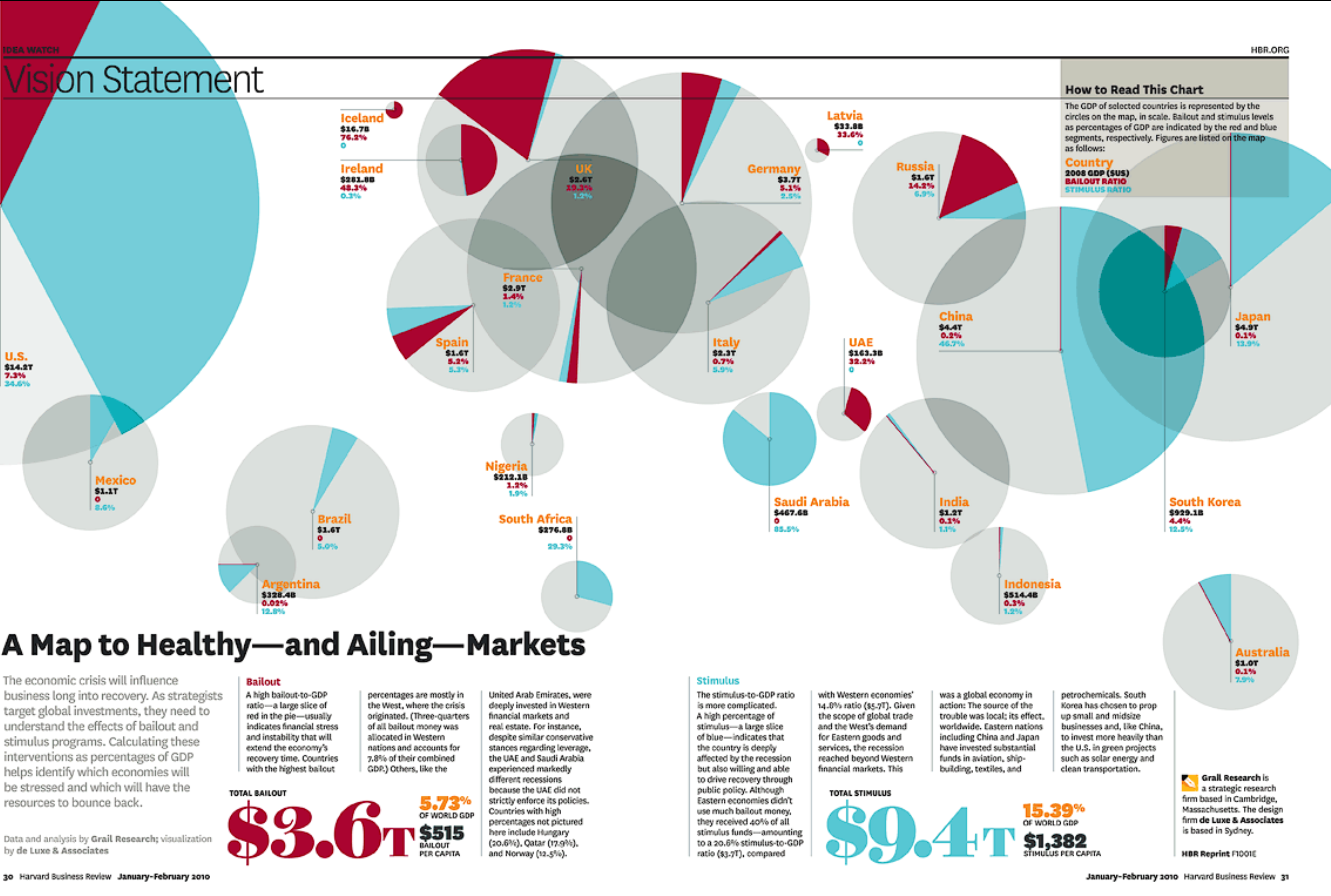 IDEA WATCH
HBR.ORG
Vision Statement
How to Read This Chart
The GDP of selected countries is represented by the
circles on the map, in scale. Bailout and stimulus levels
as percentages of GDP are indicated by the red and blue
segments, respectively. Figures are listed on the map
as follows:
Country
2008 GDP ($US)
BAILOUT RATIO
STIMULUS RATIO
Iceland
$16.7B
76.2%
0
Ireland
$281.8B
48.3%
0.2%
UK
$2.6T
19.3%
1.2%
Germany
$3.7T
5.1%
2.5%
Latvia
$33.8B
33.6%
0
Russia
$1.6T
14.2%
6.9%
France
$2.9T
1.4%
1.2%
Spain
$1.6T
5.2%
5.3%
Italy
$2.3T
0.7%
5.9%
UAE
$163.3B
32.2%
0
China
$4.4T
0.2%
46.7%
Japan
$4.9T
0.1%
13.9%
U.S.
$14.2T
7.3%
34.6%
Mexico
$1.1T
0
8.6%
Brazil
$1.6T
0
5.0%
Nigeria
$212.1B
1.2%
1.9%
South Africa
$276.8B
0
29.3%
Saudi Arabia
$467.6B
0
85.5%
India
$1.2T
0.1%
1.1%
South Korea
$929.1B
4.4%
12.5%
Argentina
$328.4B
0.02%
12.8%
Indonesia
$514.4B
0.3%
1.2%
Australia
$1.0T
0.1%
7.9%
A Map to Healthy—and Ailing—Markets
The economic crisis will influence
business long into recovery. As strategists
target global investments, they need to
understand the effects of bailout and
stimulus programs. Calculating these
interventions as percentages of GDP
helps identify which economies will
be stressed and which will have the
resources to bounce back.
Data and analysis by Grail Research; visualization
by de Luxe & Associates
Bailout
A high bailout-to-GDP
ratio—a large slice of
red in the pie—usually
indicates financial stress
and instability that will
extend the economy's
recovery time. Countries
with the highest bailout
percentages are mostly in
the West, where the crisis
originated. (Three-quarters
of all bailout money was
allocated in Western
nations and accounts for
7.8% of their combined
GDP.) Others, like the
United Arab Emirates, were
deeply invested in Western
financial markets and
real estate. For instance,
despite similar conservative
stances regarding leverage,
the UAE and Saudi Arabia
experienced markedly
different recessions
because the UAE did not
strictly enforce its policies.
Countries with high
percentages not pictured
here include Hungary
(20.6%), Qatar (17.9%),
and Norway (12.5%).
TOTAL BAILOUT
$3.6T
5.73%
OF WORLD GDP
$515
BAILOUT
PER CAPITA
Stimulus
The stimulus-to-GDP ratio
is more complicated.
A high percentage of
stimulus—a large slice
of blue—indicates that
the country is deeply
affected by the recession
but also willing and able
to drive recovery through
public policy. Although
Eastern economies didn't
use much bailout money,
they received 40% of all
stimulus funds—amounting
to a 20.6% stimulus-to-GDP
ratio ($3.7T), compared
with Western economies'
14.8% ratio ($5.7T). Given
the scope of global trade
and the West's demand
for Eastern goods and
services, the recession
reached beyond Western
financial markets. This
was a global economy in
action: The source of the
trouble was local; its effect,
worldwide. Eastern nations
including China and Japan
have invested substantial
funds in aviation, ship-
building, textiles, and
petrochemicals. South
Korea has chosen to prop
up small and midsize
businesses and, like China,
to invest more heavily than
the U.S. in green projects
such as solar energy and
clean transportation.
TOTAL STIMULUS
$9.4T
15.39%
OF WORLD GDP
$1,382
STIMULUS PER CAPITA
Grail Research is
a strategic research
firm based in Cambridge,
Massachusetts. The design
firm de Luxe & Associates
is based in Sydney.
HBR Reprint F1001E
30 Harvard Business Review January–February 2010
January–February 2010 Harvard Business Review 31